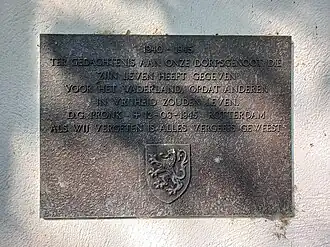 1940 - 1945
TER GEDACHTENIS AAN ONZE DORPSGENOOT DIE
ZIJN LEVEN HEEFT GEGEVEN
VOOR HET VADERLAND, OPDAT ANDEREN
IN VRIJHEID ZOUDEN LEVEN.
D.G. PRONK 12-03-1945 ROTTERDAM
ALS WIJ VERGETEN IS ALLES VERGEEFS GEWEEST